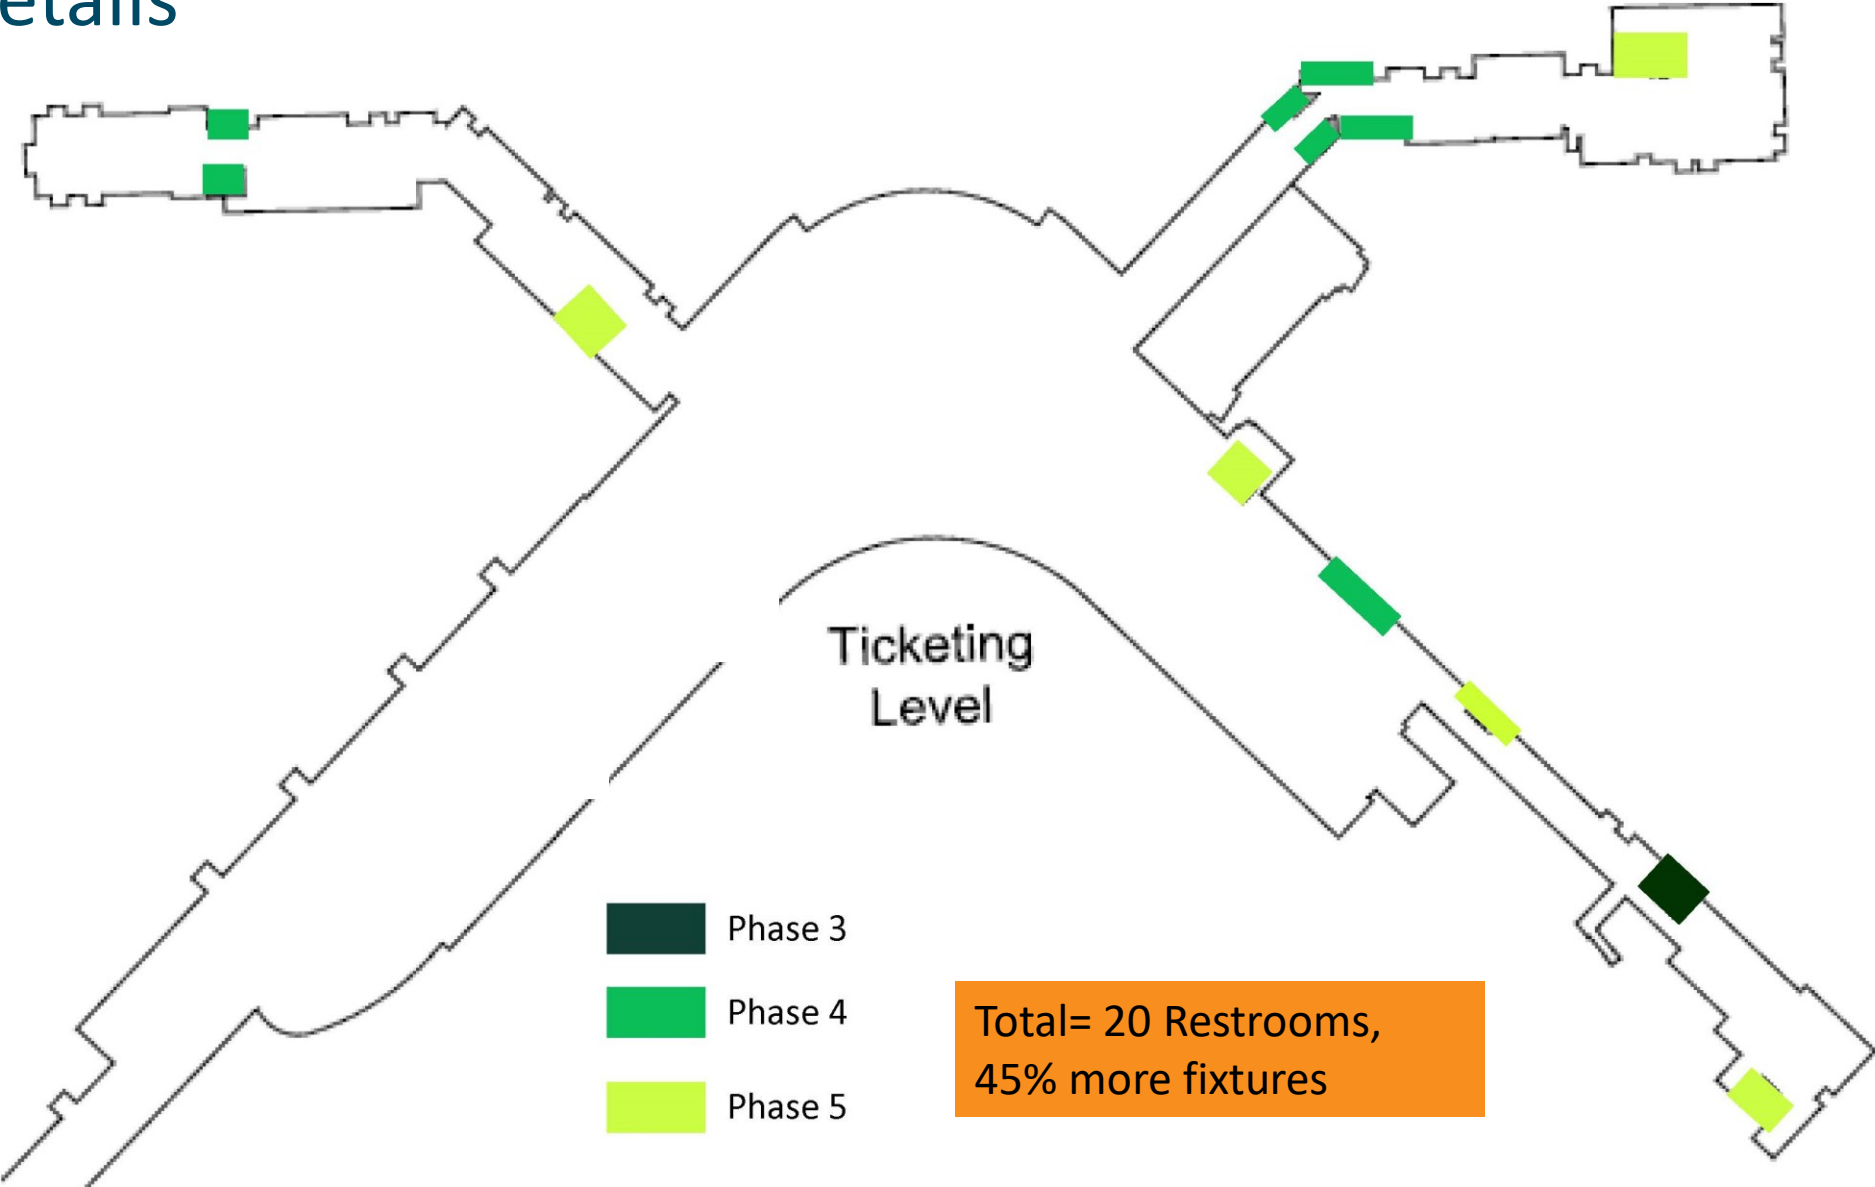 Ticketing
Level
Phase 3
Phase 4
Phase 5
Total= 20 Restrooms,
45% more fixtures